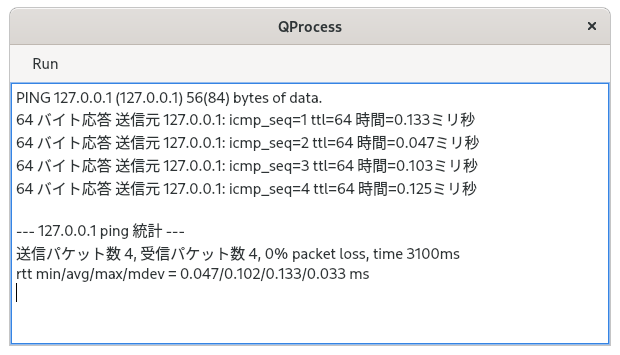 QProcess
×
Run
PING 127.0.0.1 (127.0.0.1) 56(84) bytes of data.
64 バイト応答 送信元 127.0.0.1: icmp_seq=1 ttl=64 時間=0.133ミリ秒
64 バイト応答 送信元 127.0.0.1: icmp_seq=2 ttl=64 時間=0.047ミリ秒
64 バイト応答 送信元 127.0.0.1: icmp_seq=3 ttl=64 時間=0.103ミリ秒
64 バイト応答 送信元 127.0.0.1: icmp_seq=4 ttl=64 時間=0.125ミリ秒
--- 127.0.0.1 ping 統計 ---
送信パケット数 4, 受信パケット数 4, 0% packet loss, time 3100ms
rtt min/avg/max/mdev = 0.047/0.102/0.133/0.033 ms